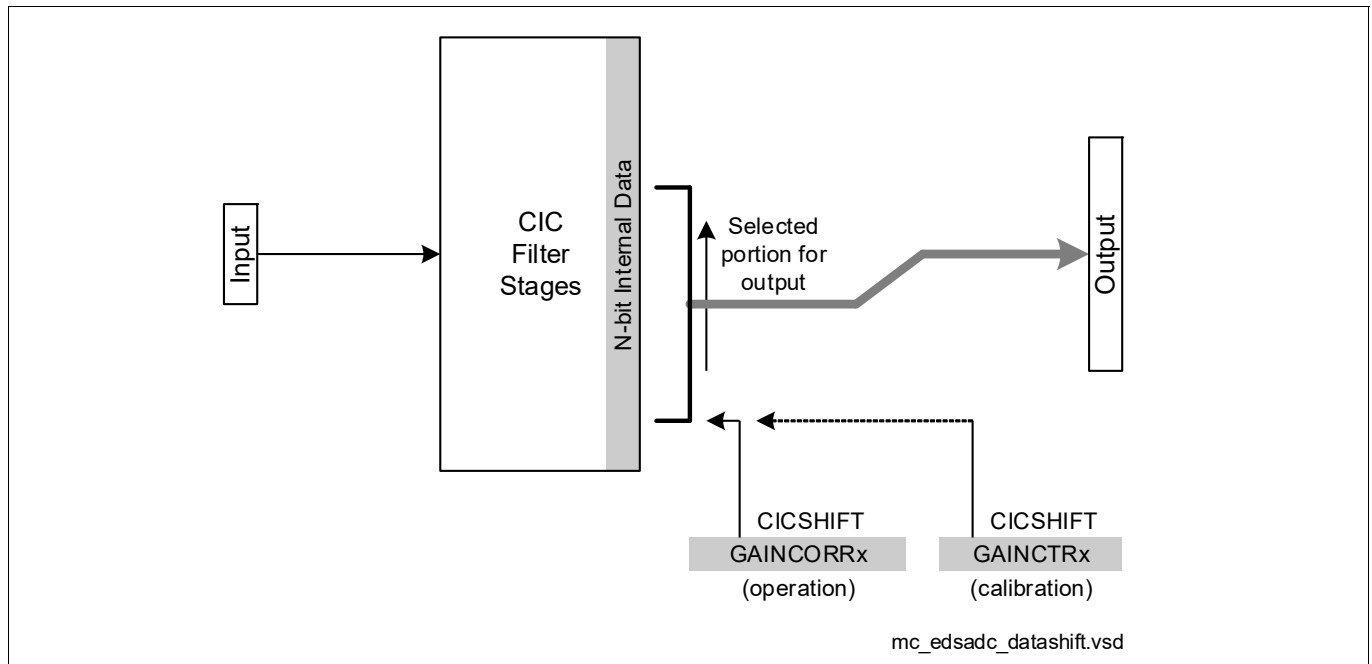 Input
CIC
Filter
Stages
N-bit Internal Data
Selected
portion for
output
Output
CICSHIFT
GAINCORRx
(operation)
CICSHIFT
GAINCTRx
(calibration)
mc_edsadc_datashift.vsd